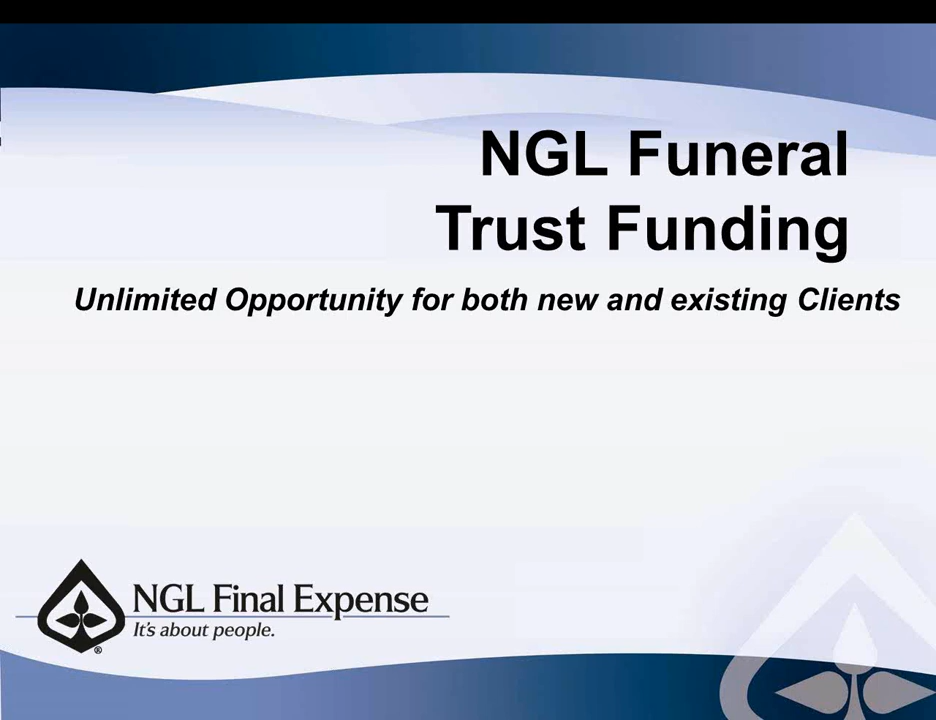 NGL Funeral
Trust Funding
Unlimited Opportunity for both new and existing Clients
NGL Final Expense
It's about people.
®